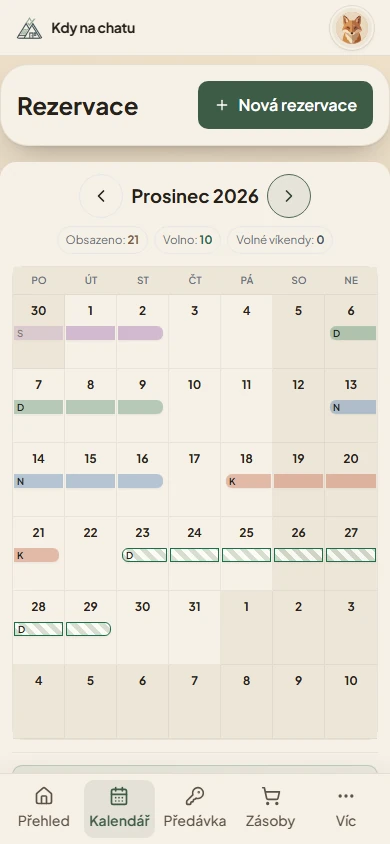 Kdy na chatu
Rezervace
+ Nová rezervace
Prosinec 2026
Obsazeno: 21 Volno: 10 Volné víkendy: 0
PO ÚT ST ČT PÁ SO NE
30 1 2 3 4 5 6
S D
7 8 9 10 11 12 13
D N
14 15 16 17 18 19 20
N K
21 22 23 24 25 26 27
K D
28 29 30 31 1 2 3
D
4 5 6 7 8 9 10
Přehled Kalendář Předávka Zásoby Víc